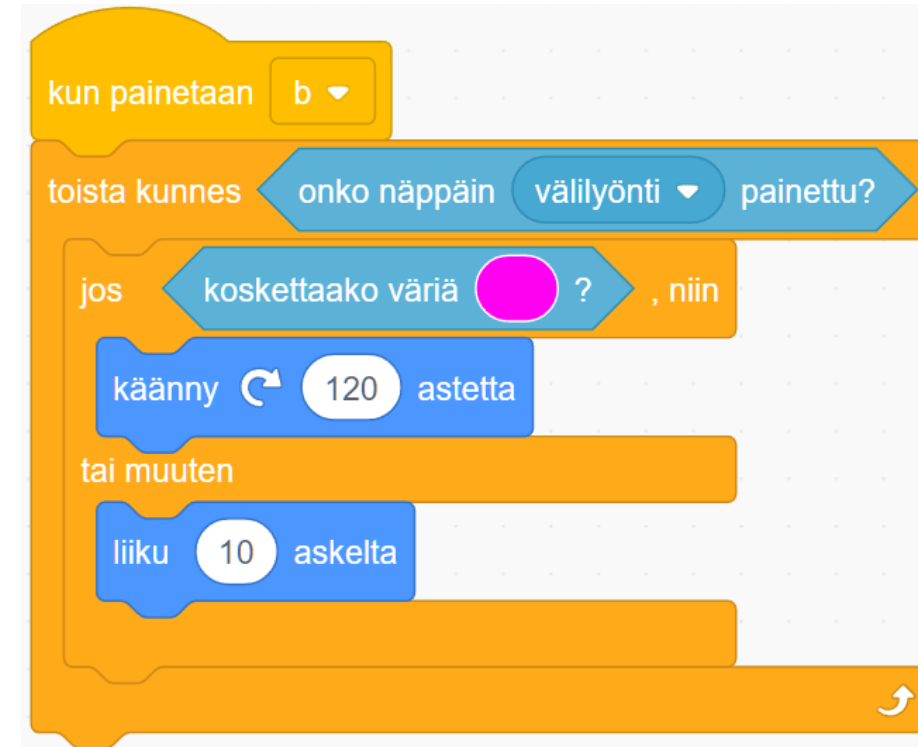 kun painetaan b
toista kunnes onko näppäin välilyönti painettu?
jos koskettaako väriä ? , niin
käänny 120 astetta
tai muuten
liiku 10 askelta